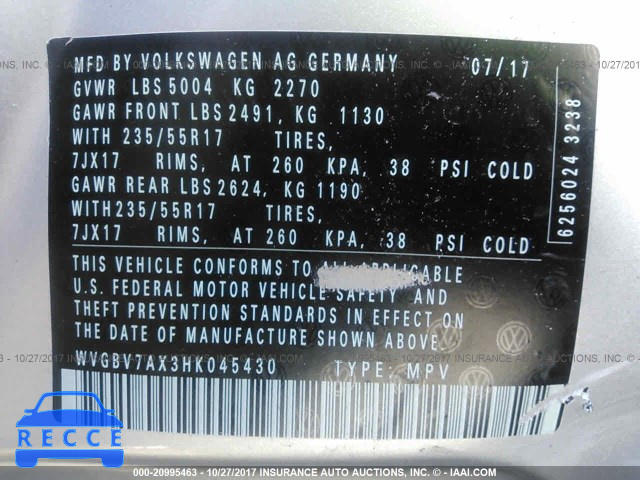 MFD BY VOLKSWAGEN AG GERMANY 07/17
GVWR LBS 5004 KG 2270
GAWR FRONT LBS 2491, KG 1130
WITH 235/55R17 TIRES,
7JX17 RIMS, AT 260 KPA, 38 PSI COLD
GAWR REAR LBS 2624, KG 1190
WITH235/55R17 TIRES,
7JX17 RIMS, AT 260 KPA, 38 PSI COLD
THIS VEHICLE CONFORMS TO ALL APPLICABLE
U.S. FEDERAL MOTOR VEHICLE SAFETY AND
THEFT PREVENTION STANDARDS IN EFFECT ON
THE DATE OF MANUFACTURE SHOWN ABOVE.
WVGBV7AX3HK045430 TYPE: MPV
6256024 3238
RECCE
000-20995463 - 10/27/2017 INSURANCE AUTO AUCTIONS, INC. © - IAAI.COM